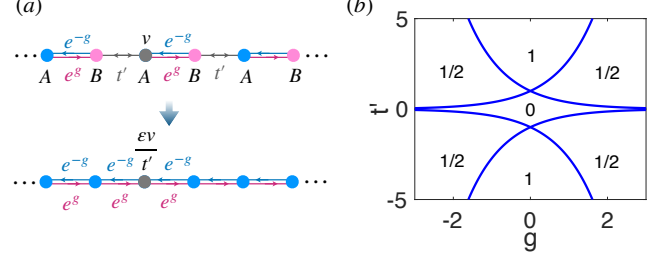 (a)
e^{-g} v e^{-g}
A e^g B t′ A e^g B t′ A B
εv
e^{-g} e^{-g} t′ e^{-g}
e^g e^g e^g
(b)
5
1
1/2 1/2
t' 0 0
1/2 1/2
1
-5
-2 0 2
g